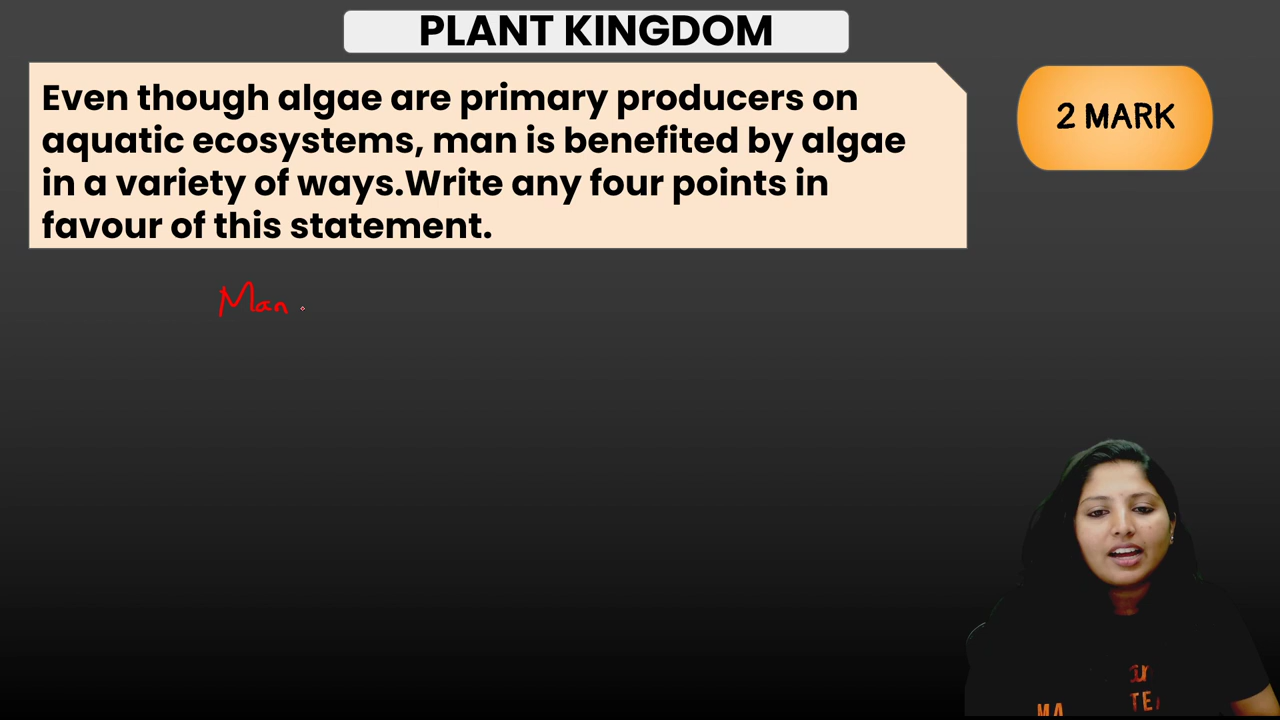 PLANT KINGDOM
Even though algae are primary producers on
aquatic ecosystems, man is benefited by algae
in a variety of ways.Write any four points in
favour of this statement.
2 MARK
Man
MA